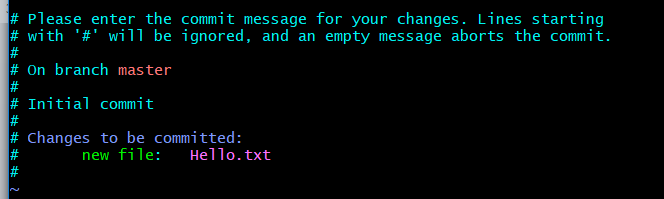 # Please enter the commit message for your changes. Lines starting
# with '#' will be ignored, and an empty message aborts the commit.
#
# On branch master
#
# Initial commit
#
# Changes to be committed:
#       new file:   Hello.txt
#
~